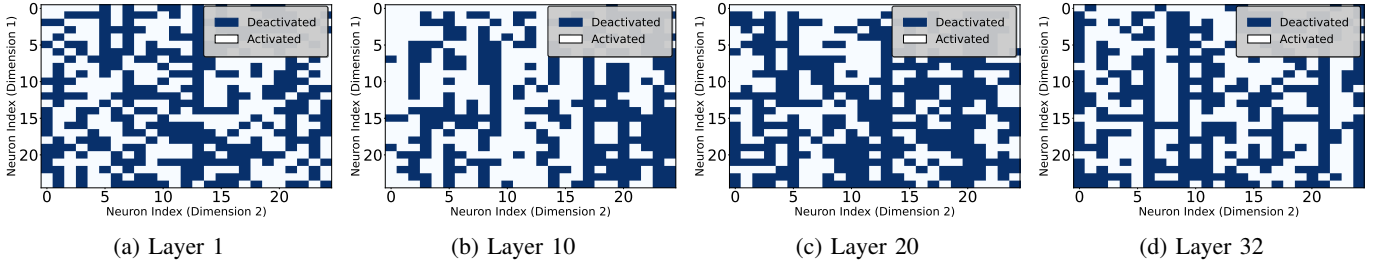 Neuron Index (Dimension 1)
0
5
10
15
20
Deactivated
Activated
0 5 10 15 20
Neuron Index (Dimension 2)
(a) Layer 1
Neuron Index (Dimension 1)
0
5
10
15
20
Deactivated
Activated
0 5 10 15 20
Neuron Index (Dimension 2)
(b) Layer 10
Neuron Index (Dimension 1)
0
5
10
15
20
Deactivated
Activated
0 5 10 15 20
Neuron Index (Dimension 2)
(c) Layer 20
Neuron Index (Dimension 1)
0
5
10
15
20
Deactivated
Activated
0 5 10 15 20
Neuron Index (Dimension 2)
(d) Layer 32